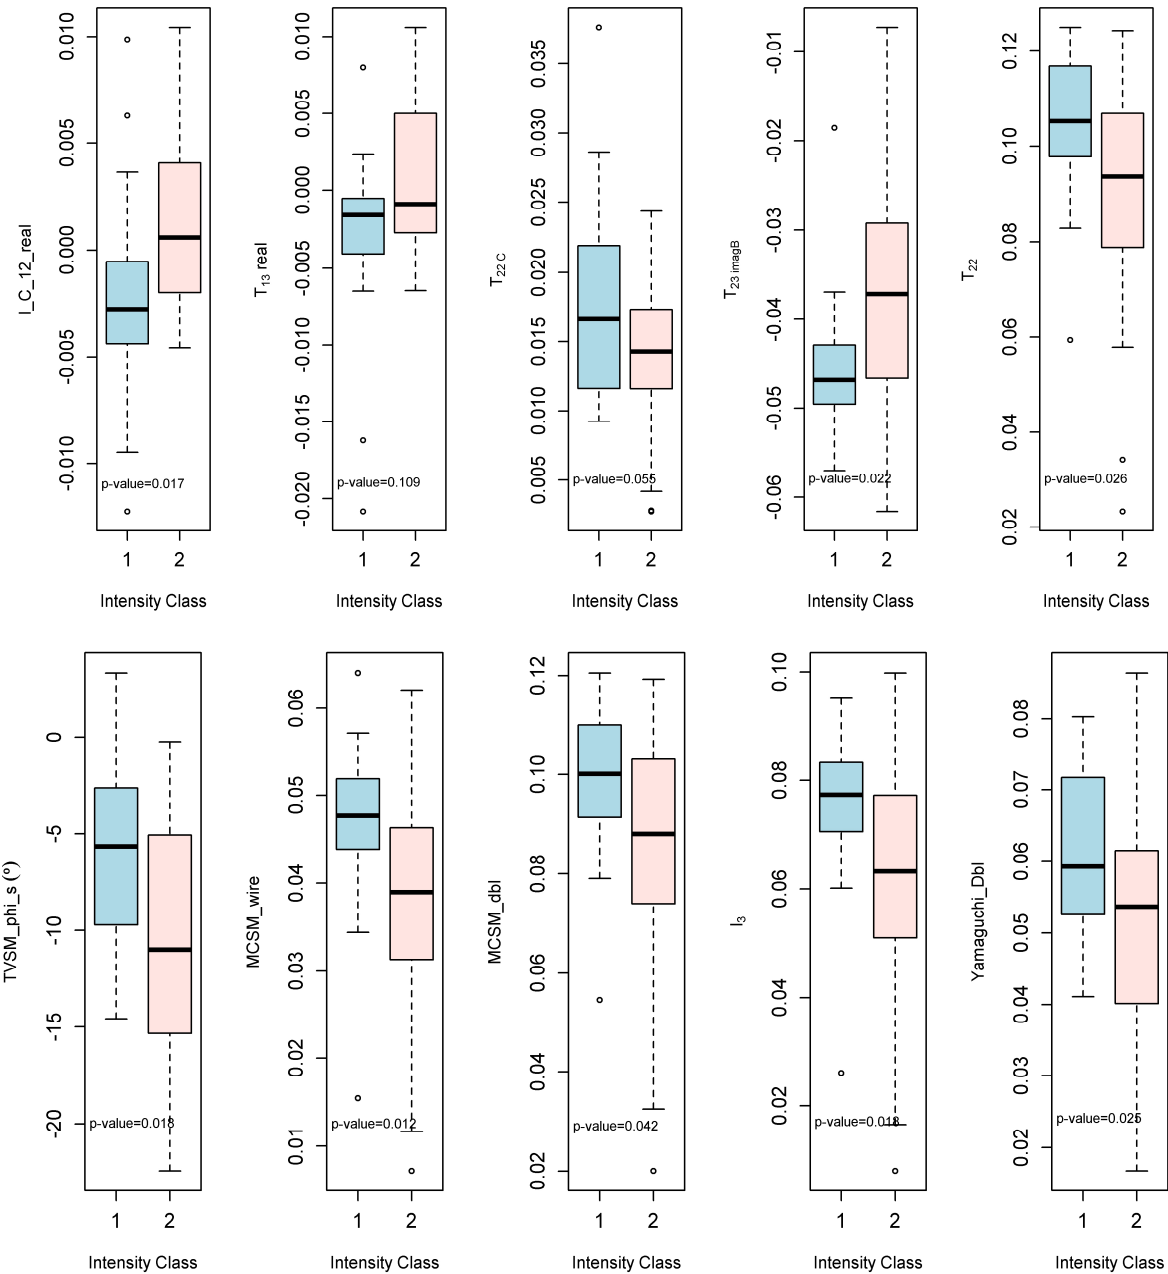 I_C_12_real
0.010
0.005
0.000
-0.005
-0.010
p-value=0.017
1 2
Intensity Class
T13 real
0.010
0.005
0.000
-0.005
-0.010
-0.015
-0.020
p-value=0.109
1 2
Intensity Class
T22 C
0.035
0.030
0.025
0.020
0.015
0.010
0.005
p-value=0.055
1 2
Intensity Class
T23 imagB
-0.01
-0.02
-0.03
-0.04
-0.05
-0.06
p-value=0.022
1 2
Intensity Class
T22
0.12
0.10
0.08
0.06
0.04
0.02
p-value=0.026
1 2
Intensity Class
TVSM_phi_s (º)
0
-5
-10
-15
-20
p-value=0.018
1 2
Intensity Class
MCSM_wire
0.06
0.05
0.04
0.03
0.02
0.01
p-value=0.012
1 2
Intensity Class
MCSM_dbl
0.12
0.10
0.08
0.06
0.04
0.02
p-value=0.042
1 2
Intensity Class
I3
0.10
0.08
0.06
0.04
0.02
p-value=0.018
1 2
Intensity Class
Yamaguchi_Dbl
0.08
0.07
0.06
0.05
0.04
0.03
0.02
p-value=0.025
1 2
Intensity Class